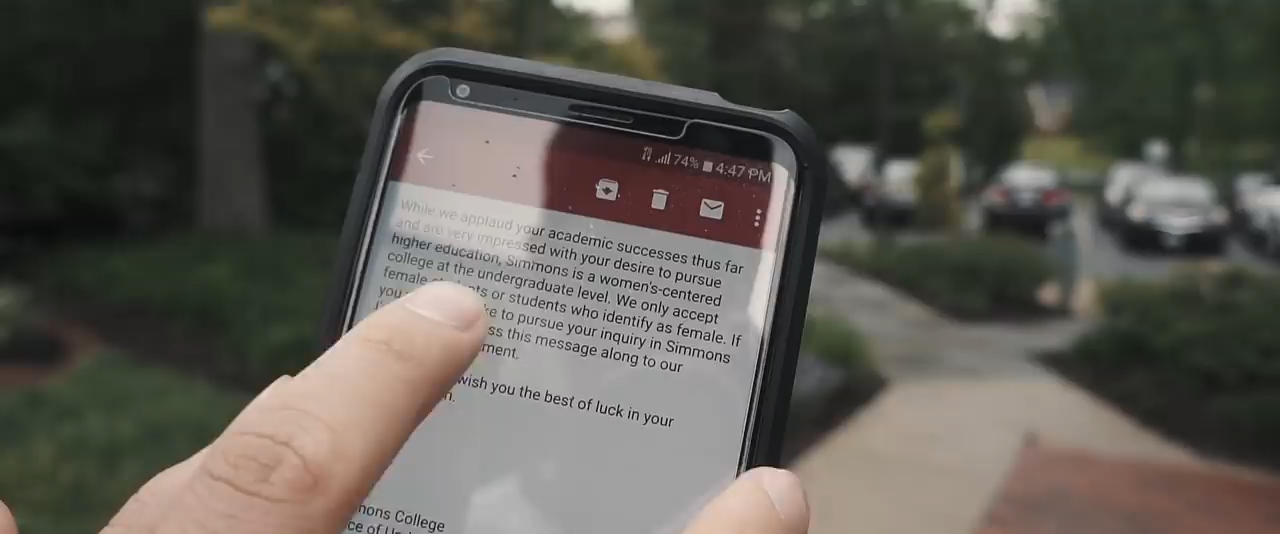 74% 4:47 PM
While we applaud your academic successes thus far
and are very impressed with your desire to pursue
higher education, Simmons is a women's-centered
college at the undergraduate level. We only accept
female or students who identify as female. If
you to pursue your inquiry in Simmons
this message along to our
wish you the best of luck in your
College